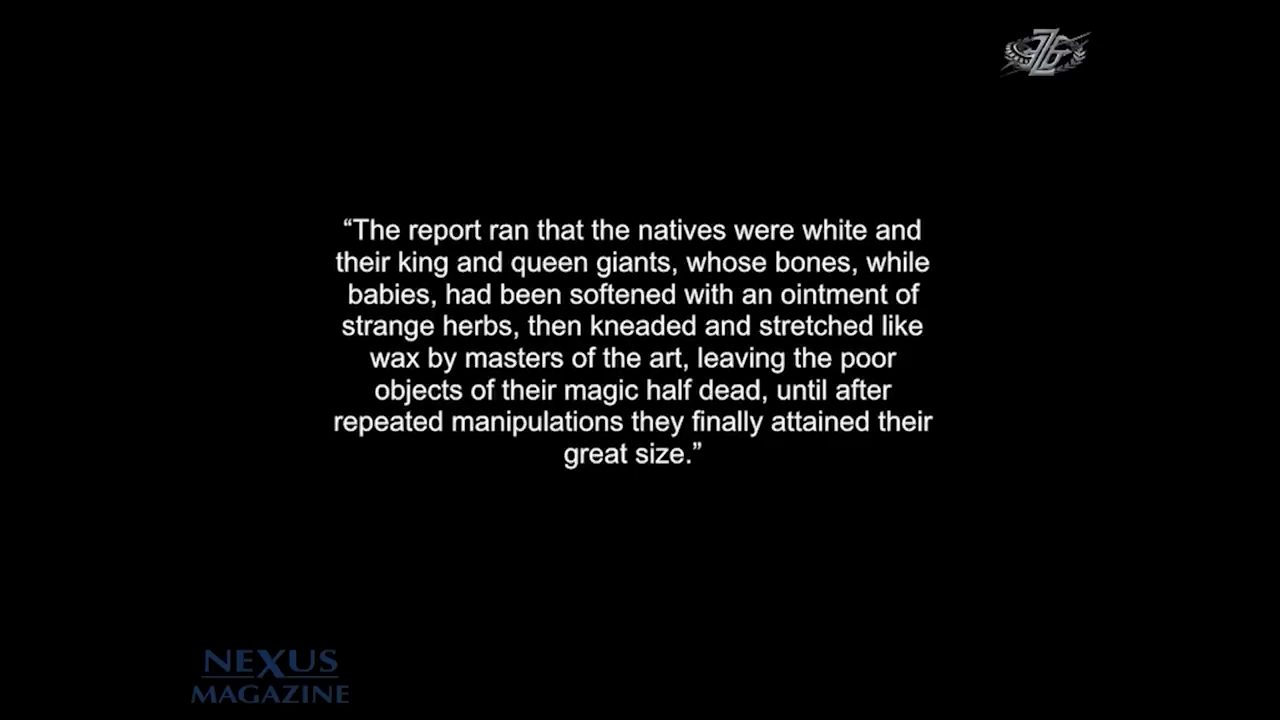 “The report ran that the natives were white and
their king and queen giants, whose bones, while
babies, had been softened with an ointment of
strange herbs, then kneaded and stretched like
wax by masters of the art, leaving the poor
objects of their magic half dead, until after
repeated manipulations they finally attained their
great size.”
NEXUS
MAGAZINE